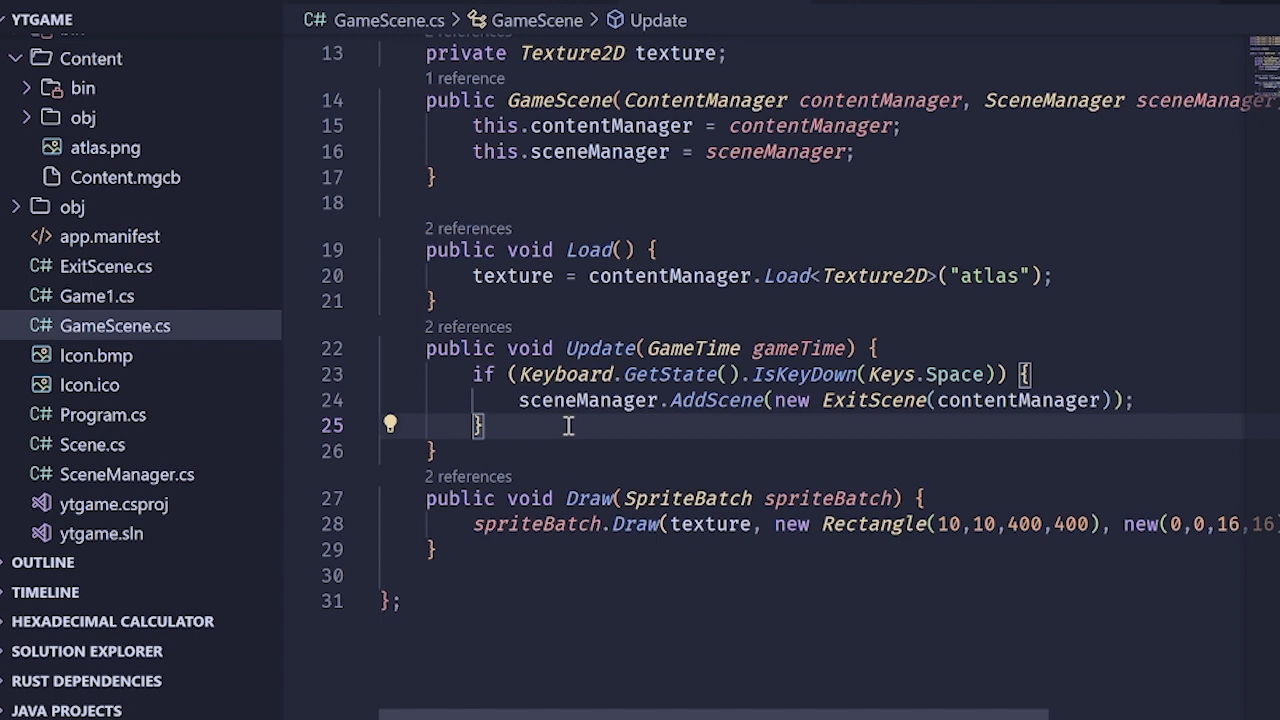 YTGAME
Content
bin
obj
atlas.png
Content.mgcb
obj
app.manifest
ExitScene.cs
Game1.cs
GameScene.cs
Icon.bmp
Icon.ico
Program.cs
Scene.cs
SceneManager.cs
ytgame.csproj
ytgame.sln
OUTLINE
TIMELINE
HEXADECIMAL CALCULATOR
SOLUTION EXPLORER
RUST DEPENDENCIES
JAVA PROJECTS
C# GameScene.cs > GameScene > Update
13 private Texture2D texture;
1 reference
14 public GameScene(ContentManager contentManager, SceneManager sceneManager
15 this.contentManager = contentManager;
16 this.sceneManager = sceneManager;
17 }
18
2 references
19 public void Load() {
20 texture = contentManager.Load<Texture2D>("atlas");
21 }
2 references
22 public void Update(GameTime gameTime) {
23 if (Keyboard.GetState().IsKeyDown(Keys.Space)) {
24 sceneManager.AddScene(new ExitScene(contentManager));
25 }
26 }
2 references
27 public void Draw(SpriteBatch spriteBatch) {
28 spriteBatch.Draw(texture, new Rectangle(10,10,400,400), new(0,0,16,16
29 }
30
31 };